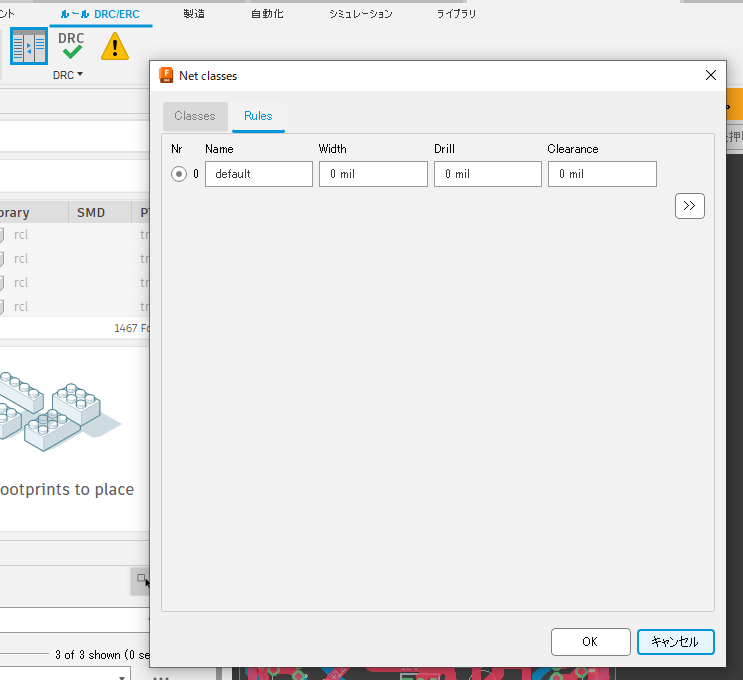 ント ルール DRC/ERC 製造 自動化 シミュレーション ライブラリ
DRC
DRC
Net classes
Classes Rules
Nr Name Width Drill Clearance
0 default 0 mil 0 mil 0 mil
>>
押
brary SMD
rcl tr
rcl tr
rcl tr
rcl tr
1467 Fo
ootprints to place
3 of 3 shown (0 se
OK キャンセル